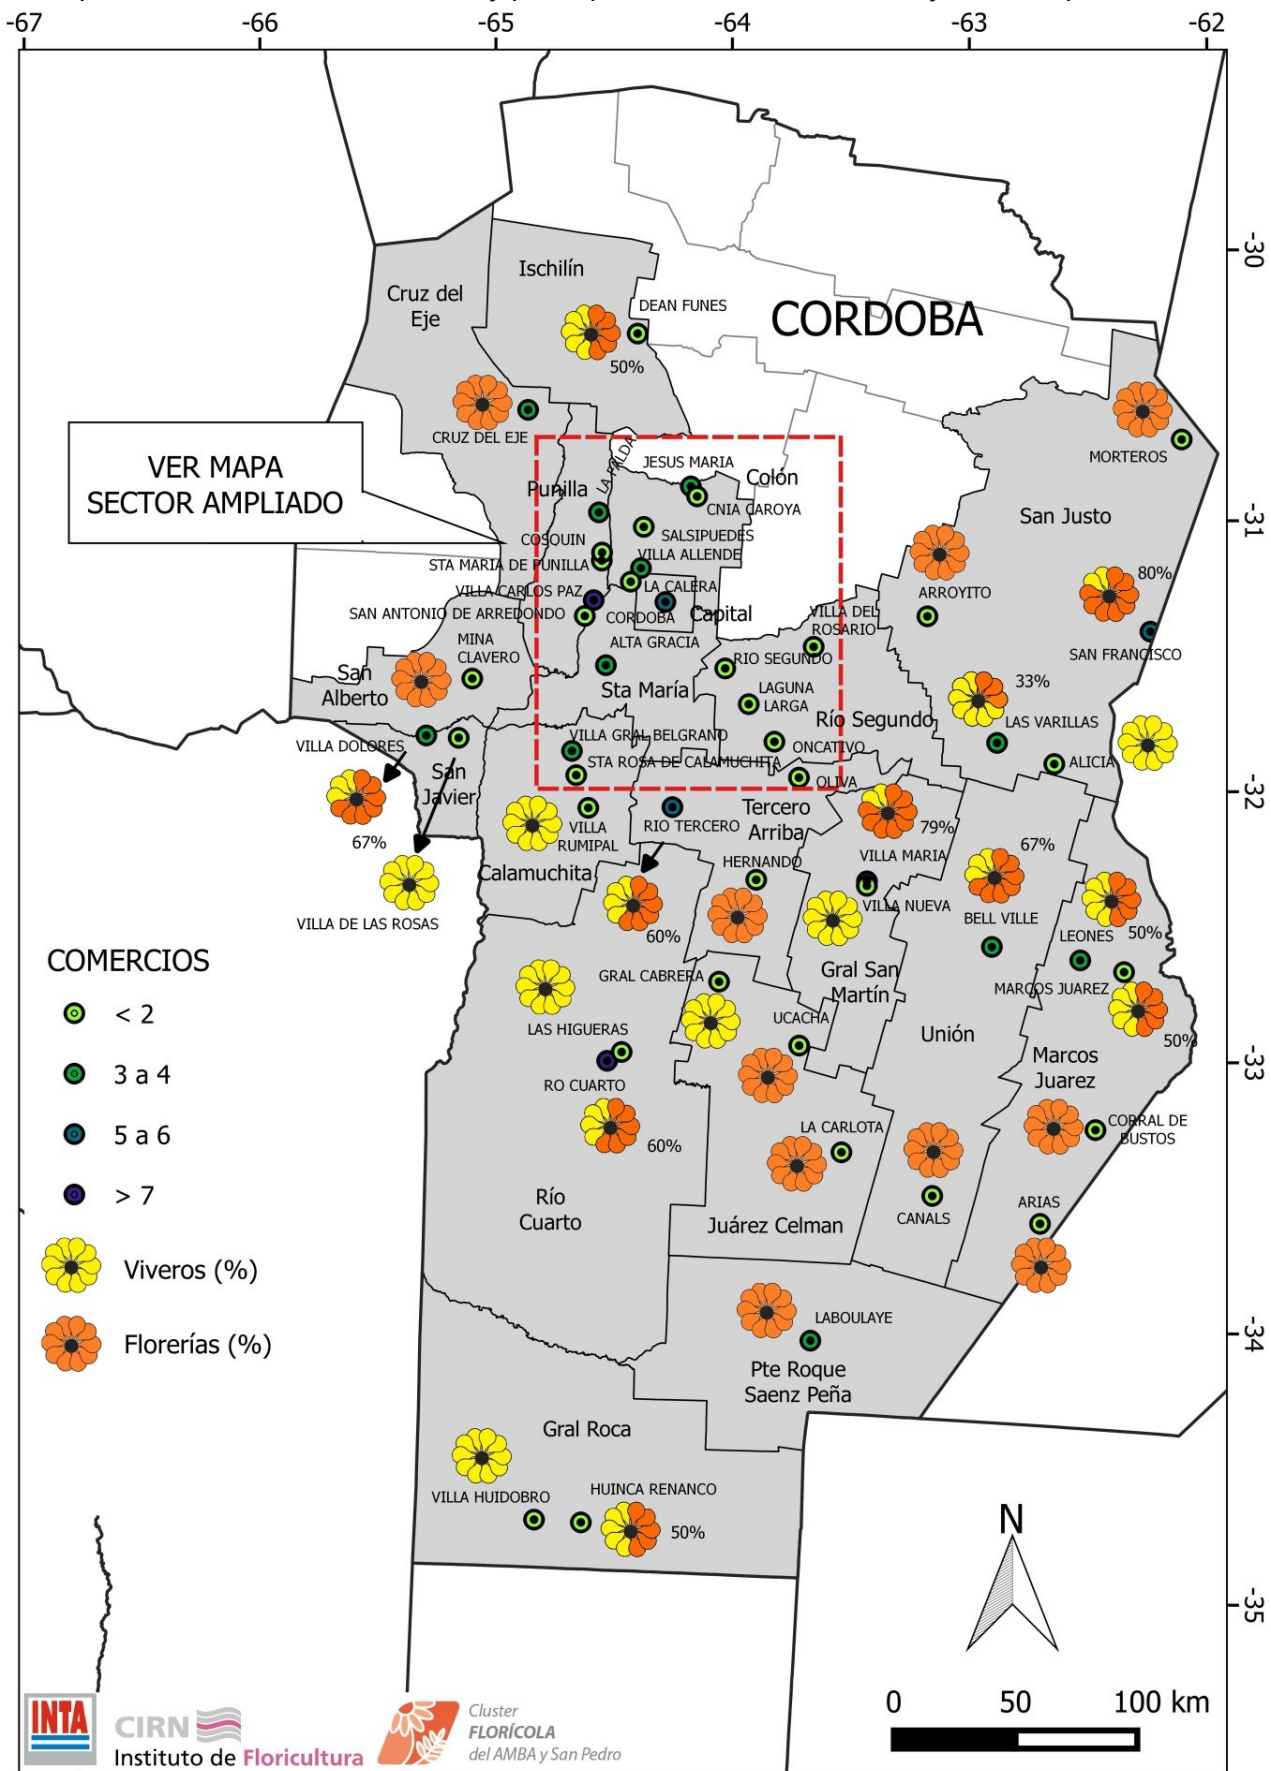 -67
-66
-65
-64
-63
-62
-30
-31
-32
-33
-34
-35
CORDOBA
Ischilín
DEAN FUNES
50%
Cruz del
Eje
CRUZ DEL EJE
VER MAPA
SECTOR AMPLIADO
MORTEROS
San Justo
ARROYITO
80%
SAN FRANCISCO
33%
LAS VARILLAS
ALICIA
LA FALDA
JESUS MARIA
Colón
Punilla
CNIA CAROYA
COSQUIN
SALSIPUEDES
VILLA ALLENDE
STA MARIA DE PUNILLA
LA CALERA
VILLA CARLOS PAZ
SAN ANTONIO DE ARREDONDO
CORDOBA
Capital
VILLA DEL
ROSARIO
MINA
CLAVERO
ALTA GRACIA
RIO SEGUNDO
San
Alberto
Sta María
LAGUNA
LARGA
Río Segundo
VILLA DOLORES
VILLA GRAL BELGRANO
ONCATIVO
STA ROSA DE CALAMUCHITA
OLIVA
San
Javier
67%
VILLA DE LAS ROSAS
VILLA
RUMIPAL
Calamuchita
RIO TERCERO
60%
Tercero
Arriba
HERNANDO
79%
VILLA MARIA
VILLA NUEVA
Gral San
Martín
67%
BELL VILLE
LEONES
50%
MARCOS JUAREZ
50%
Unión
Marcos
Juarez
GRAL CABRERA
UCACHA
LAS HIGUERAS
RO CUARTO
60%
LA CARLOTA
CORRAL DE
BUSTOS
CANALS
ARIAS
Río
Cuarto
Juárez Celman
LABOULAYE
Pte Roque
Saenz Peña
Gral Roca
VILLA HUIDOBRO
HUINCA RENANCO
50%
COMERCIOS
< 2
3 a 4
5 a 6
> 7
Viveros (%)
Florerías (%)
N
0 50 100 km
INTA
CIRN
Instituto de Floricultura
Cluster
FLORÍCOLA
del AMBA y San Pedro